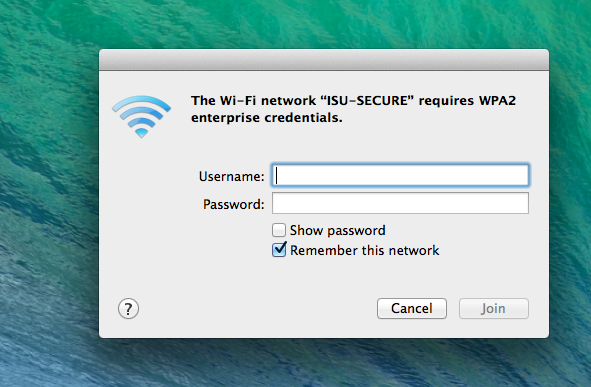 The Wi-Fi network “ISU-SECURE” requires WPA2
enterprise credentials.
Username:
Password:
Show password
Remember this network
?
Cancel
Join